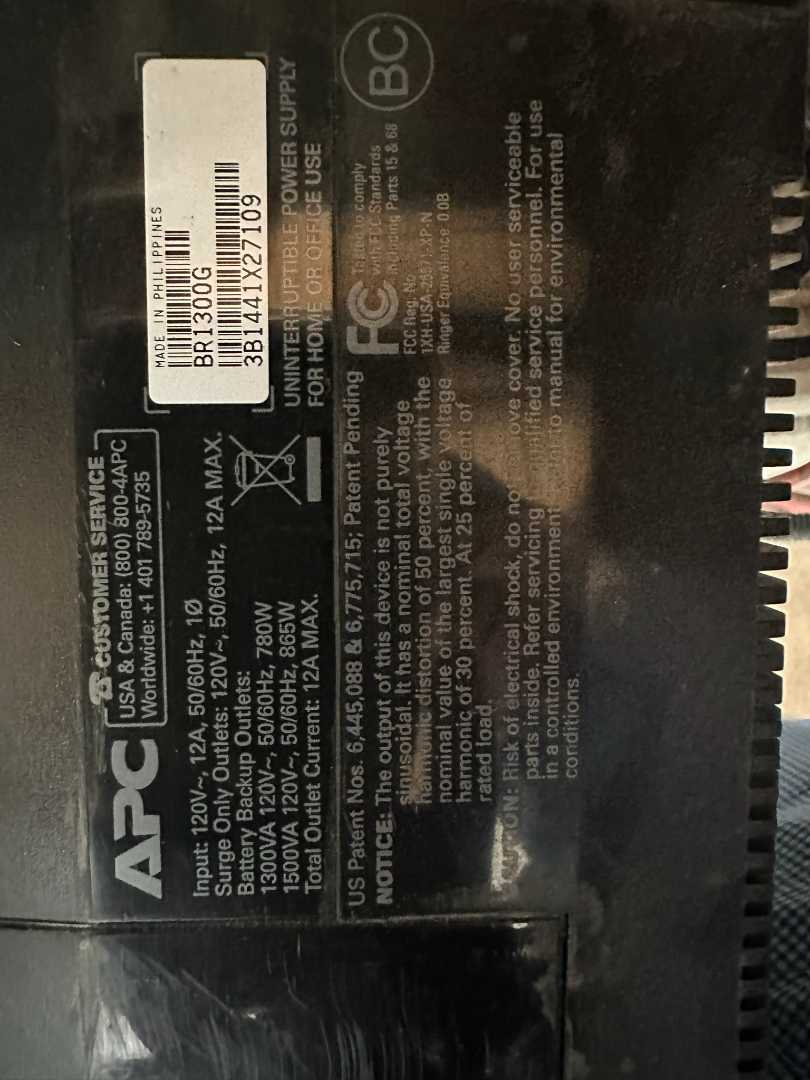 APC
CUSTOMER SERVICE
USA & Canada: (800) 800-4APC
Worldwide: +1 401 789-5735
MADE IN PHILIPPINES
BR1300G
3B1441X27109
Input: 120V~, 12A, 50/60Hz, 1Ø
Surge Only Outlets: 120V~, 50/60Hz, 12A MAX.
Battery Backup Outlets:
1300VA 120V~, 50/60Hz, 780W
1500VA 120V~, 50/60Hz, 865W
Total Outlet Current: 12A MAX.
UNINTERRUPTIBLE POWER SUPPLY
FOR HOME OR OFFICE USE
US Patent Nos. 6,445,088 & 6,775,715; Patent Pending
NOTICE: The output of this device is not purely
sinusoidal. It has a nominal total voltage
harmonic distortion of 50 percent, with the
nominal value of the largest single voltage
harmonic of 30 percent. At 25 percent of
rated load.
FC
Tested to comply
with FCC Standards
Including Parts 15 & 68
FCC Reg. No.
Ringer Equivalence 0.0B
BC
CAUTION: Risk of electrical shock, do not remove cover. No user serviceable
parts Inside. Refer servicing qualified service personnel. For use
in a controlled environment. to manual for environmental
conditions.